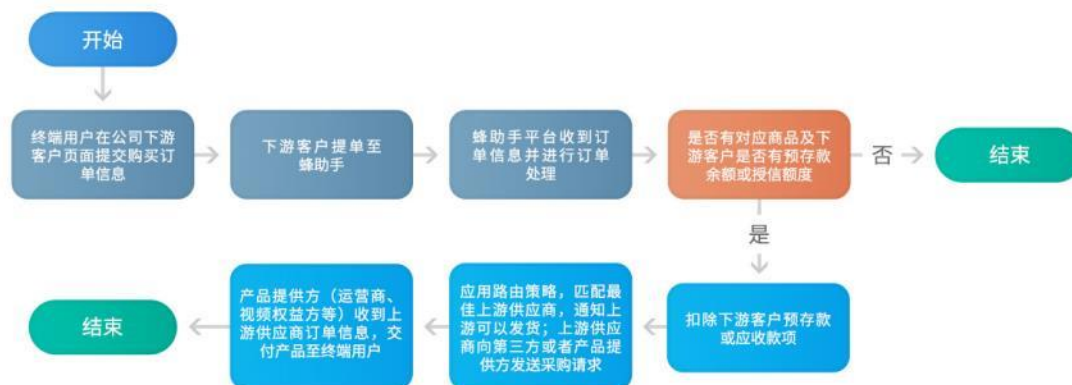 开始
终端用户在公司下游
客户页面提交购买订
单信息
下游客户提单至
蜂助手
蜂助手平台收到订
单信息并进行订单
处理
是否有对应商品及下
游客户是否有预存款
余额或授信额度
否
结束
是
扣除下游客户预存款
或应收款项
应用路由策略，匹配最
佳上游供应商，通知上
游可以发货；上游供应
商向第三方或者产品提
供方发送采购请求
产品提供方（运营商、
视频权益方等）收到上
游供应商订单信息，交
付产品至终端用户
结束